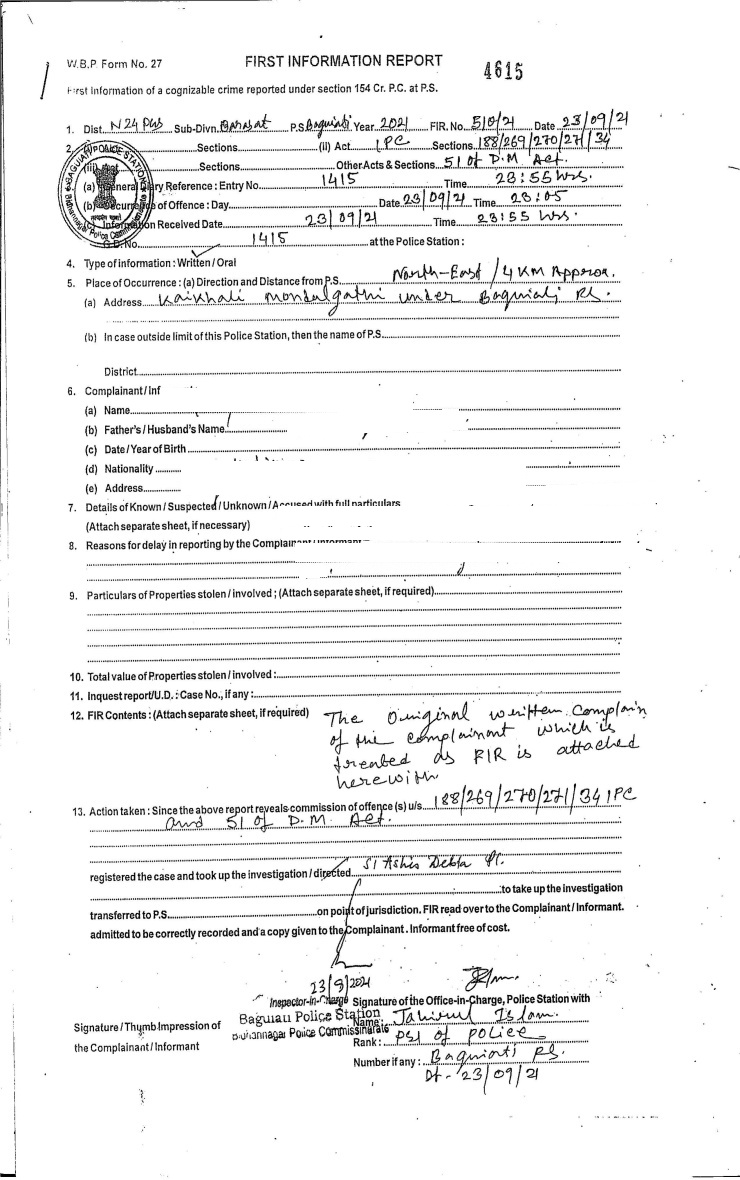 W.B.P. Form No. 27 FIRST INFORMATION REPORT 4615
First Information of a cognizable crime reported under section 154 Cr. P.C. at P.S.
1. Dist. N 24 PGS Sub-Divn. Barasat P.S Baguiati Year 2021 FIR. No. 510/21 Date 23/09/21
2. Sections (ii) Act IPC Sections 188/269/270/271/34
(iii) Act Sections Other Acts & Sections 51 of D.M Act.
(a) General Diary Reference : Entry No. 1415 Time 23:55 hrs.
(b) Occurrence of Offence : Day Date 23/09/21 Time 23:05
(c) Information Received Date 23/09/21 Time 23:55 hrs.
G.D. No. 1415 at the Police Station :
BAGUIATI POLICE STATION
Bidhannagar Police Commissionerate
सत्यमेव जयते
4. Type of information : Written / Oral
5. Place of Occurrence : (a) Direction and Distance from P.S. North-East / 4 KM Approx.
(a) Address Kaikhali mondalgathi under Baguiati PS.
(b) In case outside limit of this Police Station, then the name of P.S.
District
6. Complainant / Inf
(a) Name
(b) Father's / Husband's Name
(c) Date / Year of Birth
(d) Nationality
(e) Address
7. Details of Known / Suspected / Unknown / Accused with full particulars
(Attach separate sheet, if necessary)
8. Reasons for delay in reporting by the Complainant / Informant
9. Particulars of Properties stolen / involved ; (Attach separate sheet, if required)
10. Total value of Properties stolen / involved :
11. Inquest report/U.D. : Case No., if any :
12. FIR Contents : (Attach separate sheet, if required) The Original written Complain
of the complainant which is
treated as FIR is attached
herewith
13. Action taken : Since the above report reveals commission of offence (s) u/s. 188/269/270/271/34 IPC
and 51 of D.M. Act.
registered the case and took up the investigation / directed SI Ashis Debta
to take up the investigation
transferred to P.S. on point of jurisdiction. FIR read over to the Complainant / Informant.
admitted to be correctly recorded and a copy given to the Complainant. Informant free of cost.
23/9/2021
Inspector-in-Charge Signature of the Office-in-Charge, Police Station with
Baguiati Police Station Name : Tahirul Islam.
Bidhannagar Police Commissinarate Rank : PSI of police
Signature / Thumb Impression of
the Complainant / Informant
Number if any : Baguiati PS.
Dt - 23/09/21